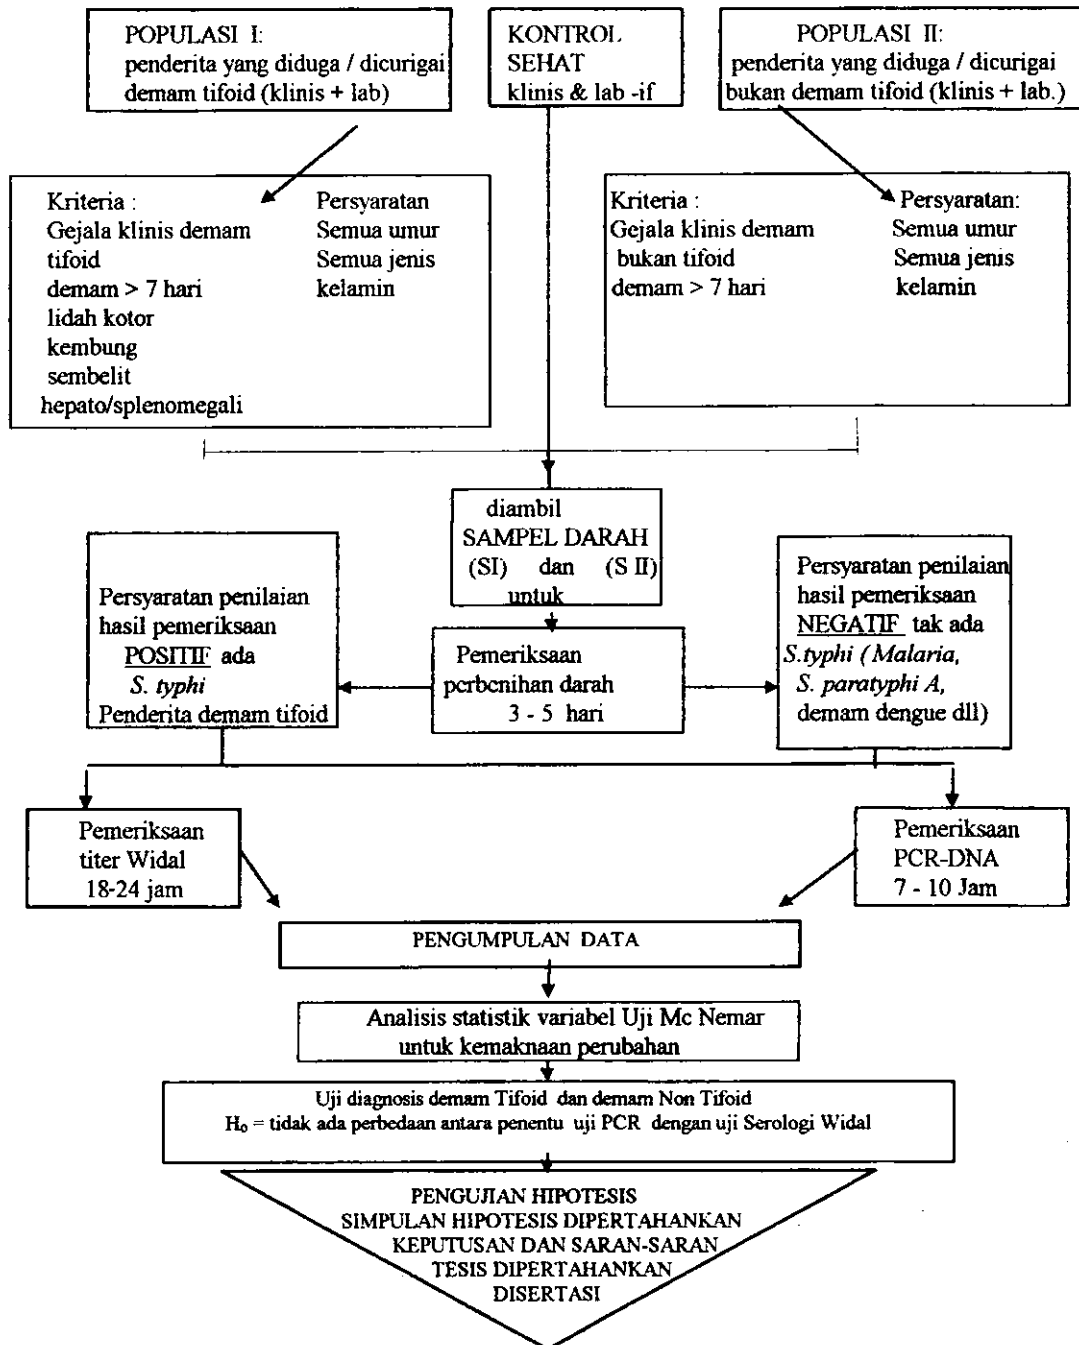 POPULASI I:
penderita yang diduga / dicurigai
demam tifoid (klinis + lab)
KONTROL
SEHAT
klinis & lab -if
POPULASI II:
penderita yang diduga / dicurigai
bukan demam tifoid (klinis + lab.)
Kriteria :
Gejala klinis demam
tifoid
demam > 7 hari
lidah kotor
kembung
sembelit
hepato/splenomegali
Persyaratan
Semua umur
Semua jenis
kelamin
Kriteria :
Gejala klinis demam
bukan tifoid
demam > 7 hari
Persyaratan:
Semua umur
Semua jenis
kelamin
diambil
SAMPEL DARAH
(SI) dan (S II)
untuk
Persyaratan penilaian
hasil pemeriksaan
POSITIF ada
S. typhi
Penderita demam tifoid
Pemeriksaan
perbenihan darah
3 - 5 hari
Persyaratan penilaian
hasil pemeriksaan
NEGATIF tak ada
S.typhi (Malaria,
S. paratyphi A,
demam dengue dll)
Pemeriksaan
titer Widal
18-24 jam
Pemeriksaan
PCR-DNA
7 - 10 Jam
PENGUMPULAN DATA
Analisis statistik variabel Uji Mc Nemar
untuk kemaknaan perubahan
Uji diagnosis demam Tifoid dan demam Non Tifoid
H₀ = tidak ada perbedaan antara penentu uji PCR dengan uji Serologi Widal
PENGUJIAN HIPOTESIS
SIMPULAN HIPOTESIS DIPERTAHANKAN
KEPUTUSAN DAN SARAN-SARAN
TESIS DIPERTAHANKAN
DISERTASI